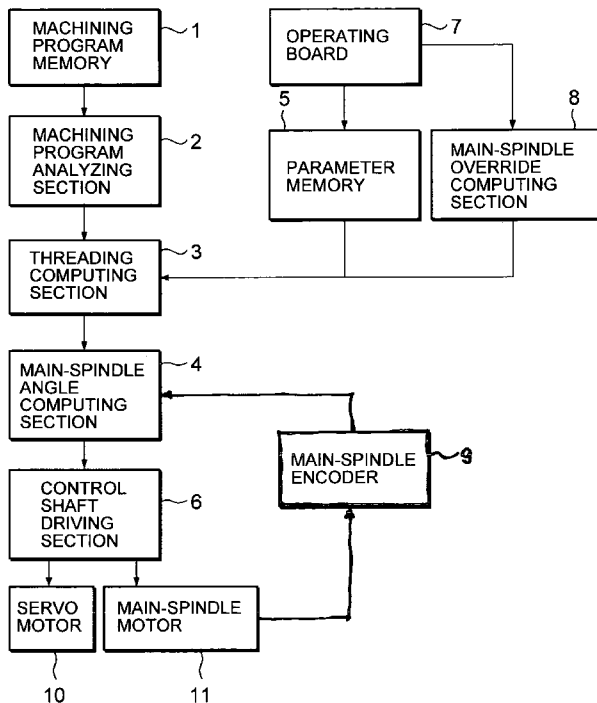 MACHINING
PROGRAM
MEMORY
1
OPERATING
BOARD
7
MACHINING
PROGRAM
ANALYZING
SECTION
2
5
PARAMETER
MEMORY
8
MAIN-SPINDLE
OVERRIDE
COMPUTING
SECTION
THREADING
COMPUTING
SECTION
3
MAIN-SPINDLE
ANGLE
COMPUTING
SECTION
4
MAIN-SPINDLE
ENCODER
9
CONTROL
SHAFT
DRIVING
SECTION
6
SERVO
MOTOR
MAIN-SPINDLE
MOTOR
10
11